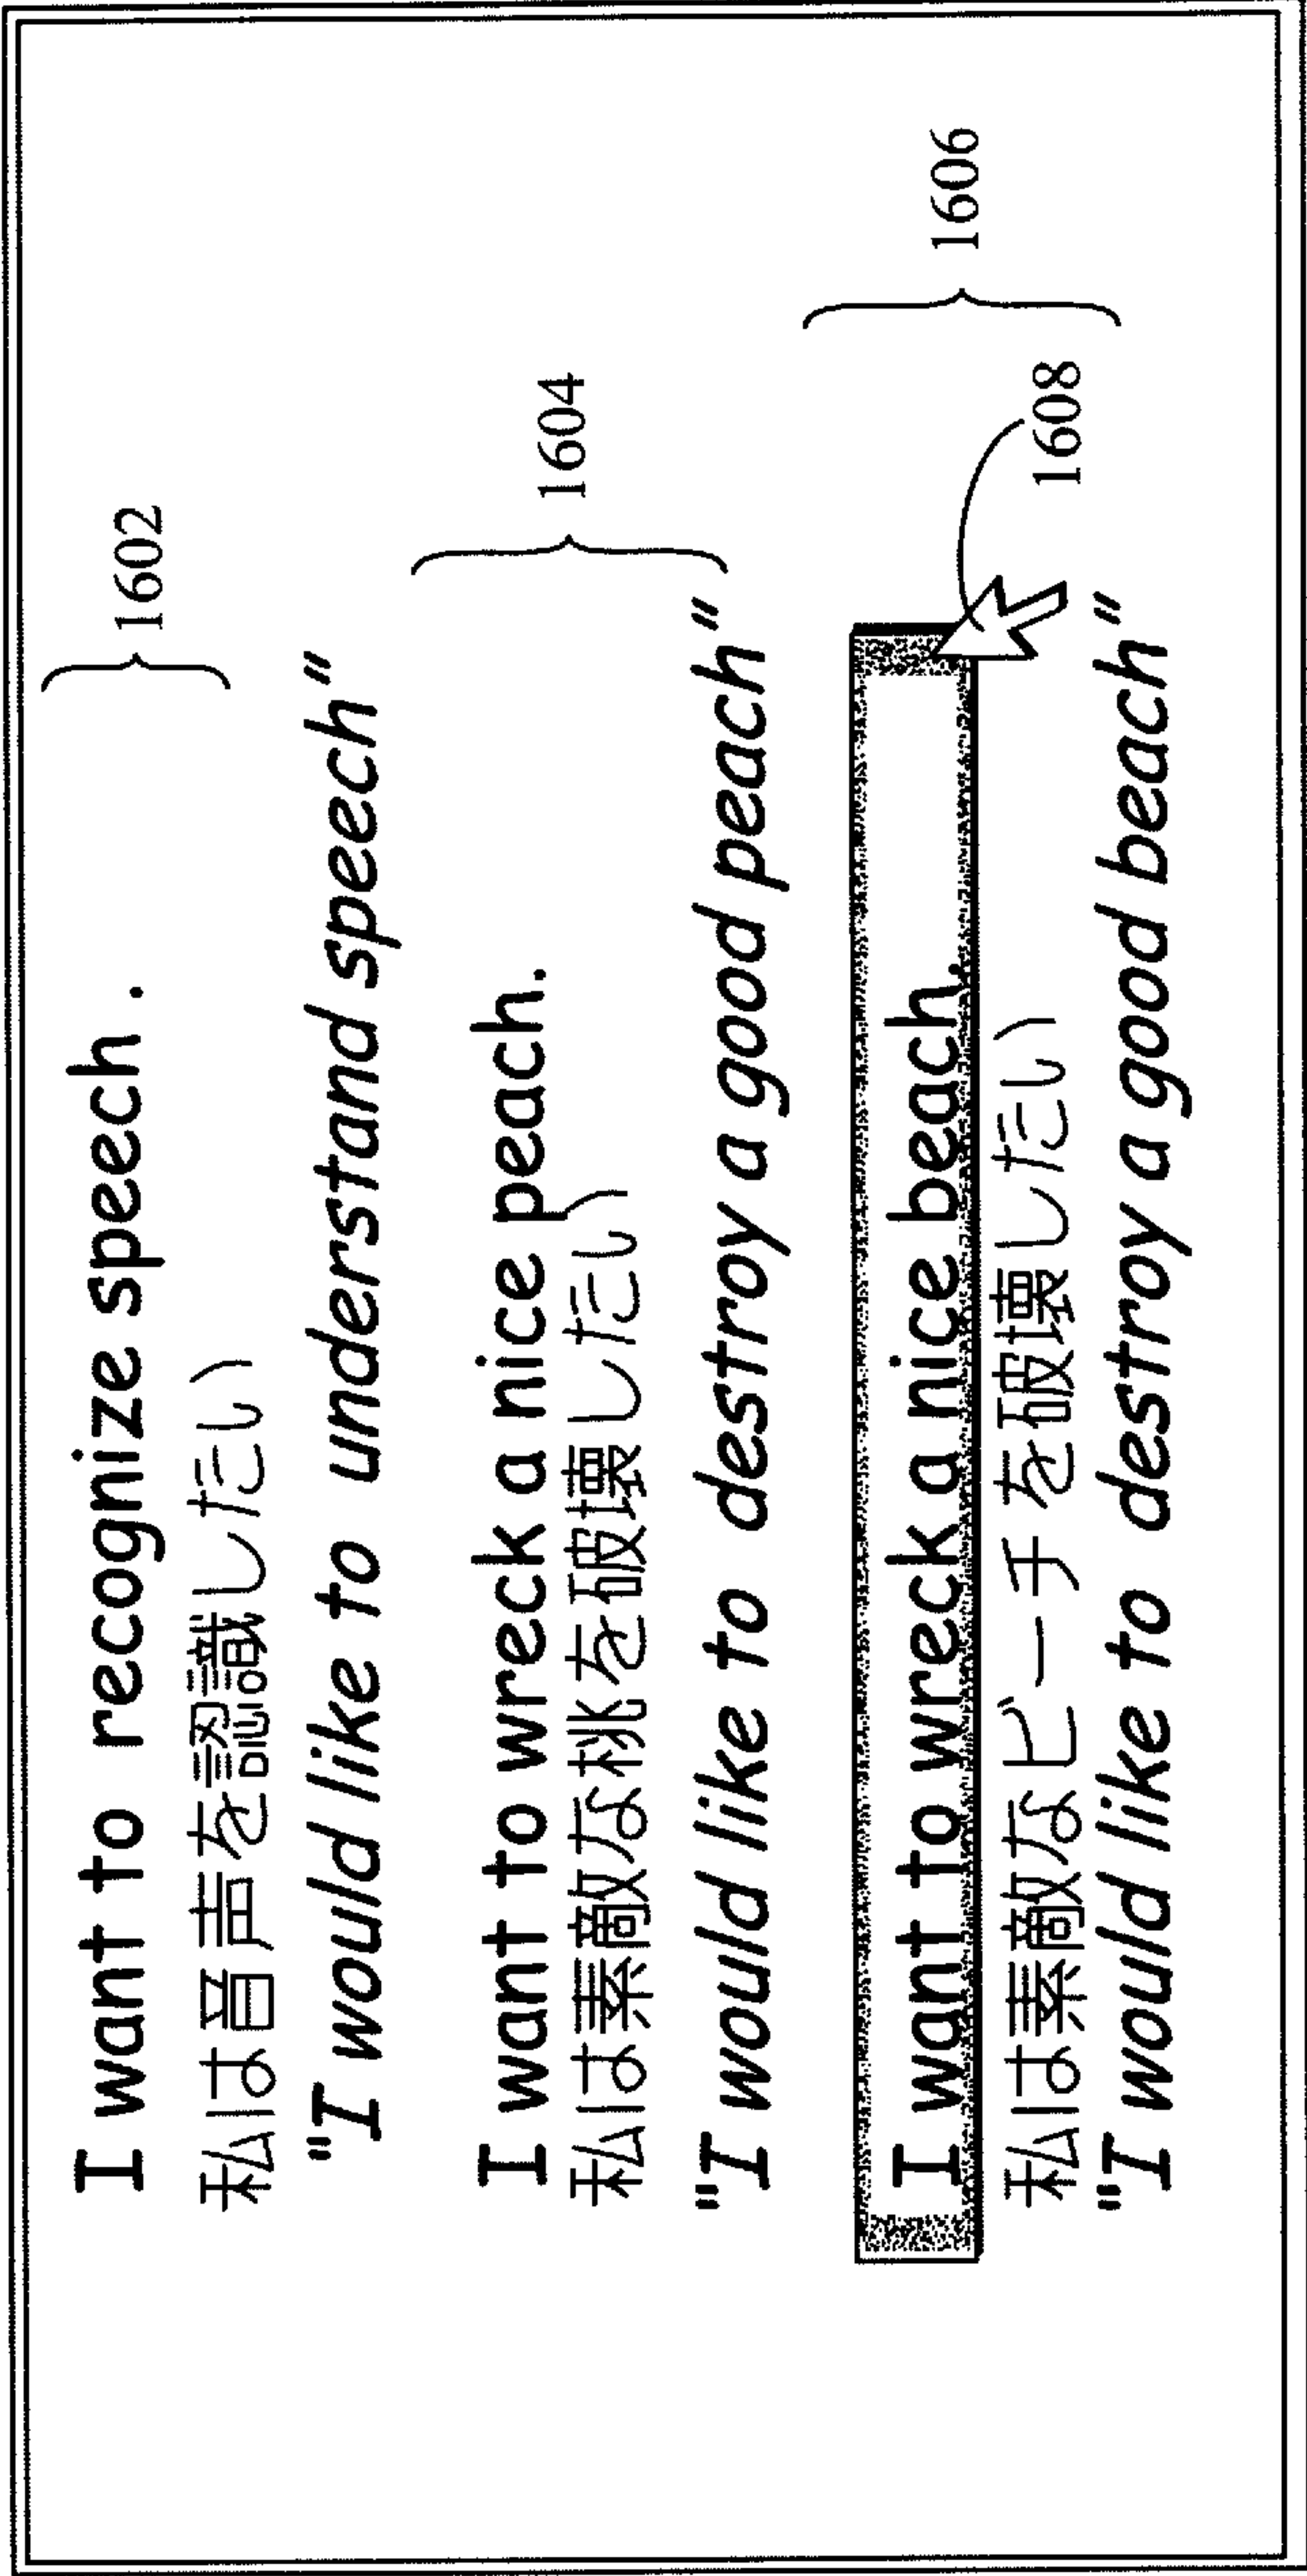 I want to recognize speech. 1602
私は音声を認識したい
"I would like to understand speech"
I want to wreck a nice peach. 1604
私は素敵な桃を破壊したい
"I would like to destroy a good peach"
I want to wreck a nice beach. 1606
私は素敵なビーチを破壊したい 1608
"I would like to destroy a good beach"